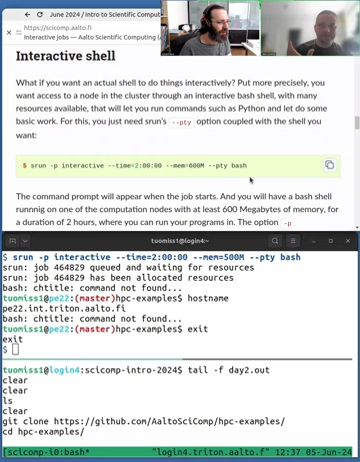 June 2024 / Intro to Scientific Comput
https://scicomp.aalto.fi
Interactive jobs — Aalto Scientific Computing (A
Interactive shell
What if you want an actual shell to do things interactively? Put more precisely, you
want access to a node in the cluster through an interactive bash shell, with many
resources available, that will let you run commands such as Python and let do some
basic work. For this, you just need srun's --pty option coupled with the shell you
want:
$ srun -p interactive --time=2:00:00 --mem=600M --pty bash
The command prompt will appear when the job starts. And you will have a bash shell
runnning on one of the computation nodes with at least 600 Megabytes of memory, for
a duration of 2 hours, where you can run your programs in. The option -p
tuomiss1@login4:~
$ srun -p interactive --time=2:00:00 --mem=500M --pty bash
srun: job 464829 queued and waiting for resources
srun: job 464829 has been allocated resources
bash: chtitle: command not found...
tuomiss1@pe22:(master)hpc-examples$ hostname
pe22.int.triton.aalto.fi
bash: chtitle: command not found...
tuomiss1@pe22:(master)hpc-examples$ exit
exit
$
tuomiss1@login4:scicomp-intro-2024$ tail -f day2.out
clear
clear
ls
clear
git clone https://github.com/AaltoSciComp/hpc-examples/
cd hpc-examples/
[scicomp-i0:bash* "login4.triton.aalto.f" 12:37 05-Jun-24